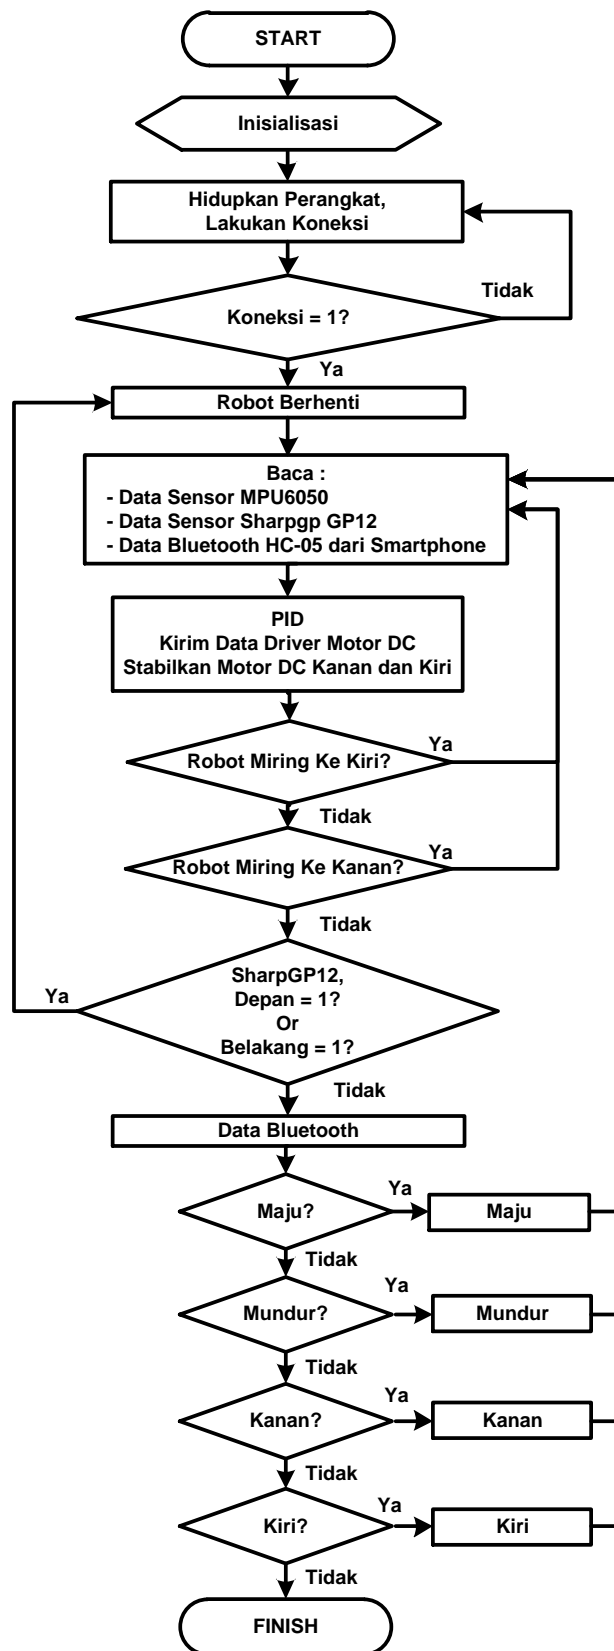 START
Inisialisasi
Hidupkan Perangkat,
Lakukan Koneksi
Tidak
Koneksi = 1?
Ya
Robot Berhenti
Baca :
- Data Sensor MPU6050
- Data Sensor Sharpgp GP12
- Data Bluetooth HC-05 dari Smartphone
PID
Kirim Data Driver Motor DC
Stabilkan Motor DC Kanan dan Kiri
Ya
Robot Miring Ke Kiri?
Tidak
Ya
Robot Miring Ke Kanan?
Tidak
Ya
SharpGP12,
Depan = 1?
Or
Belakang = 1?
Tidak
Data Bluetooth
Ya
Maju?
Maju
Tidak
Ya
Mundur?
Mundur
Tidak
Ya
Kanan?
Kanan
Tidak
Ya
Kiri?
Kiri
Tidak
FINISH